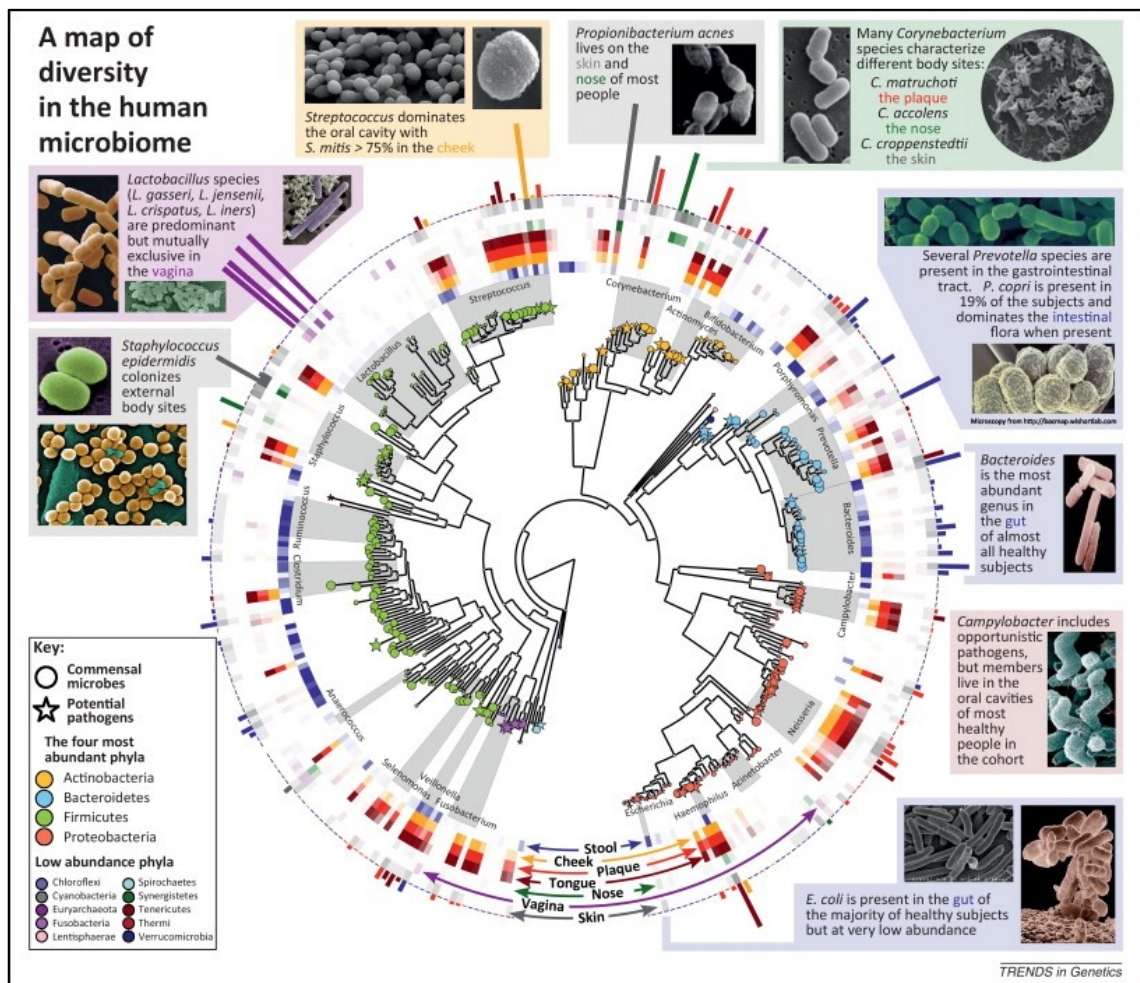 A map of
diversity
in the human
microbiome
Streptococcus dominates
the oral cavity with
S. mitis > 75% in the cheek
Propionibacterium acnes
lives on the
skin and
nose of most
people
Many Corynebacterium
species characterize
different body sites:
C. matruchoti
the plaque
C. accolens
the nose
C. croppenstedtii
the skin
Lactobacillus species
(L. gasseri, L. jensenii,
L. crispatus, L. iners)
are predominant
but mutually
exclusive in
the vagina
Several Prevotella species are
present in the gastrointestinal
tract. P. copri is present in
19% of the subjects and
dominates the intestinal
flora when present
Microscopy from http://bacmap.wishartlab.com
Staphylococcus
epidermidis
colonizes
external
body sites
Bacteroides
is the most
abundant
genus in
the gut
of almost
all healthy
subjects
Campylobacter includes
opportunistic
pathogens,
but members
live in the
oral cavities
of most
healthy
people in
the cohort
E. coli is present in the gut of
the majority of healthy subjects
but at very low abundance
Streptococcus
Lactobacillus
Staphylococcus
Ruminococcus
Clostridium
Anaerococcus
Selenomonas
Veillonella
Fusobacterium
Corynebacterium
Actinomyces
Bifidobacterium
Porphyromonas
Prevotella
Bacteroides
Campylobacter
Neisseria
Acinetobacter
Haemophilus
Escherichia
Stool
Cheek
Plaque
Tongue
Nose
Vagina
Skin
Key:
Commensal
microbes
Potential
pathogens
The four most
abundant phyla
Actinobacteria
Bacteroidetes
Firmicutes
Proteobacteria
Low abundance phyla
Chloroflexi
Cyanobacteria
Euryarchaeota
Fusobacteria
Lentisphaerae
Spirochaetes
Synergistetes
Tenericutes
Thermi
Verrucomicrobia
TRENDS in Genetics